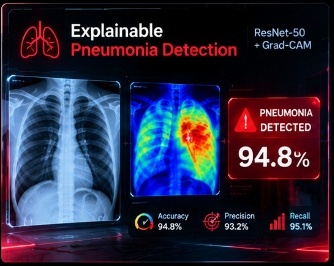 Explainable
Pneumonia Detection
ResNet-50
+ Grad-CAM
PNEUMONIA
DETECTED
94.8%
Accuracy
94.8%
Precision
93.2%
Recall
95.1%